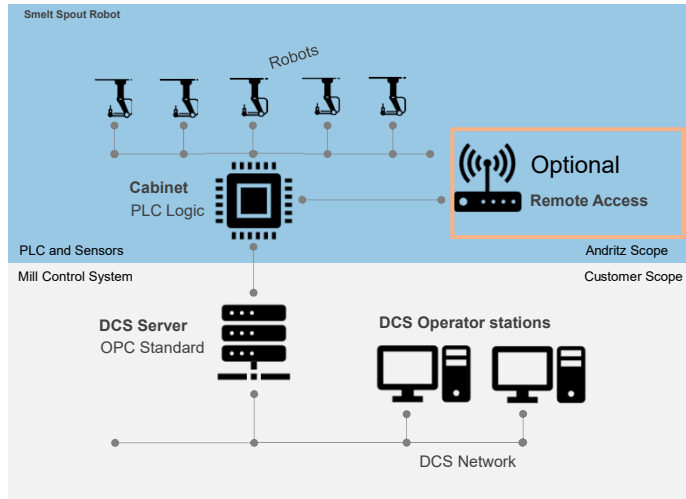 Smelt Spout Robot
Robots
Optional
Remote Access
Cabinet
PLC Logic
PLC and Sensors
Andritz Scope
Mill Control System
Customer Scope
DCS Server
OPC Standard
DCS Operator stations
DCS Network